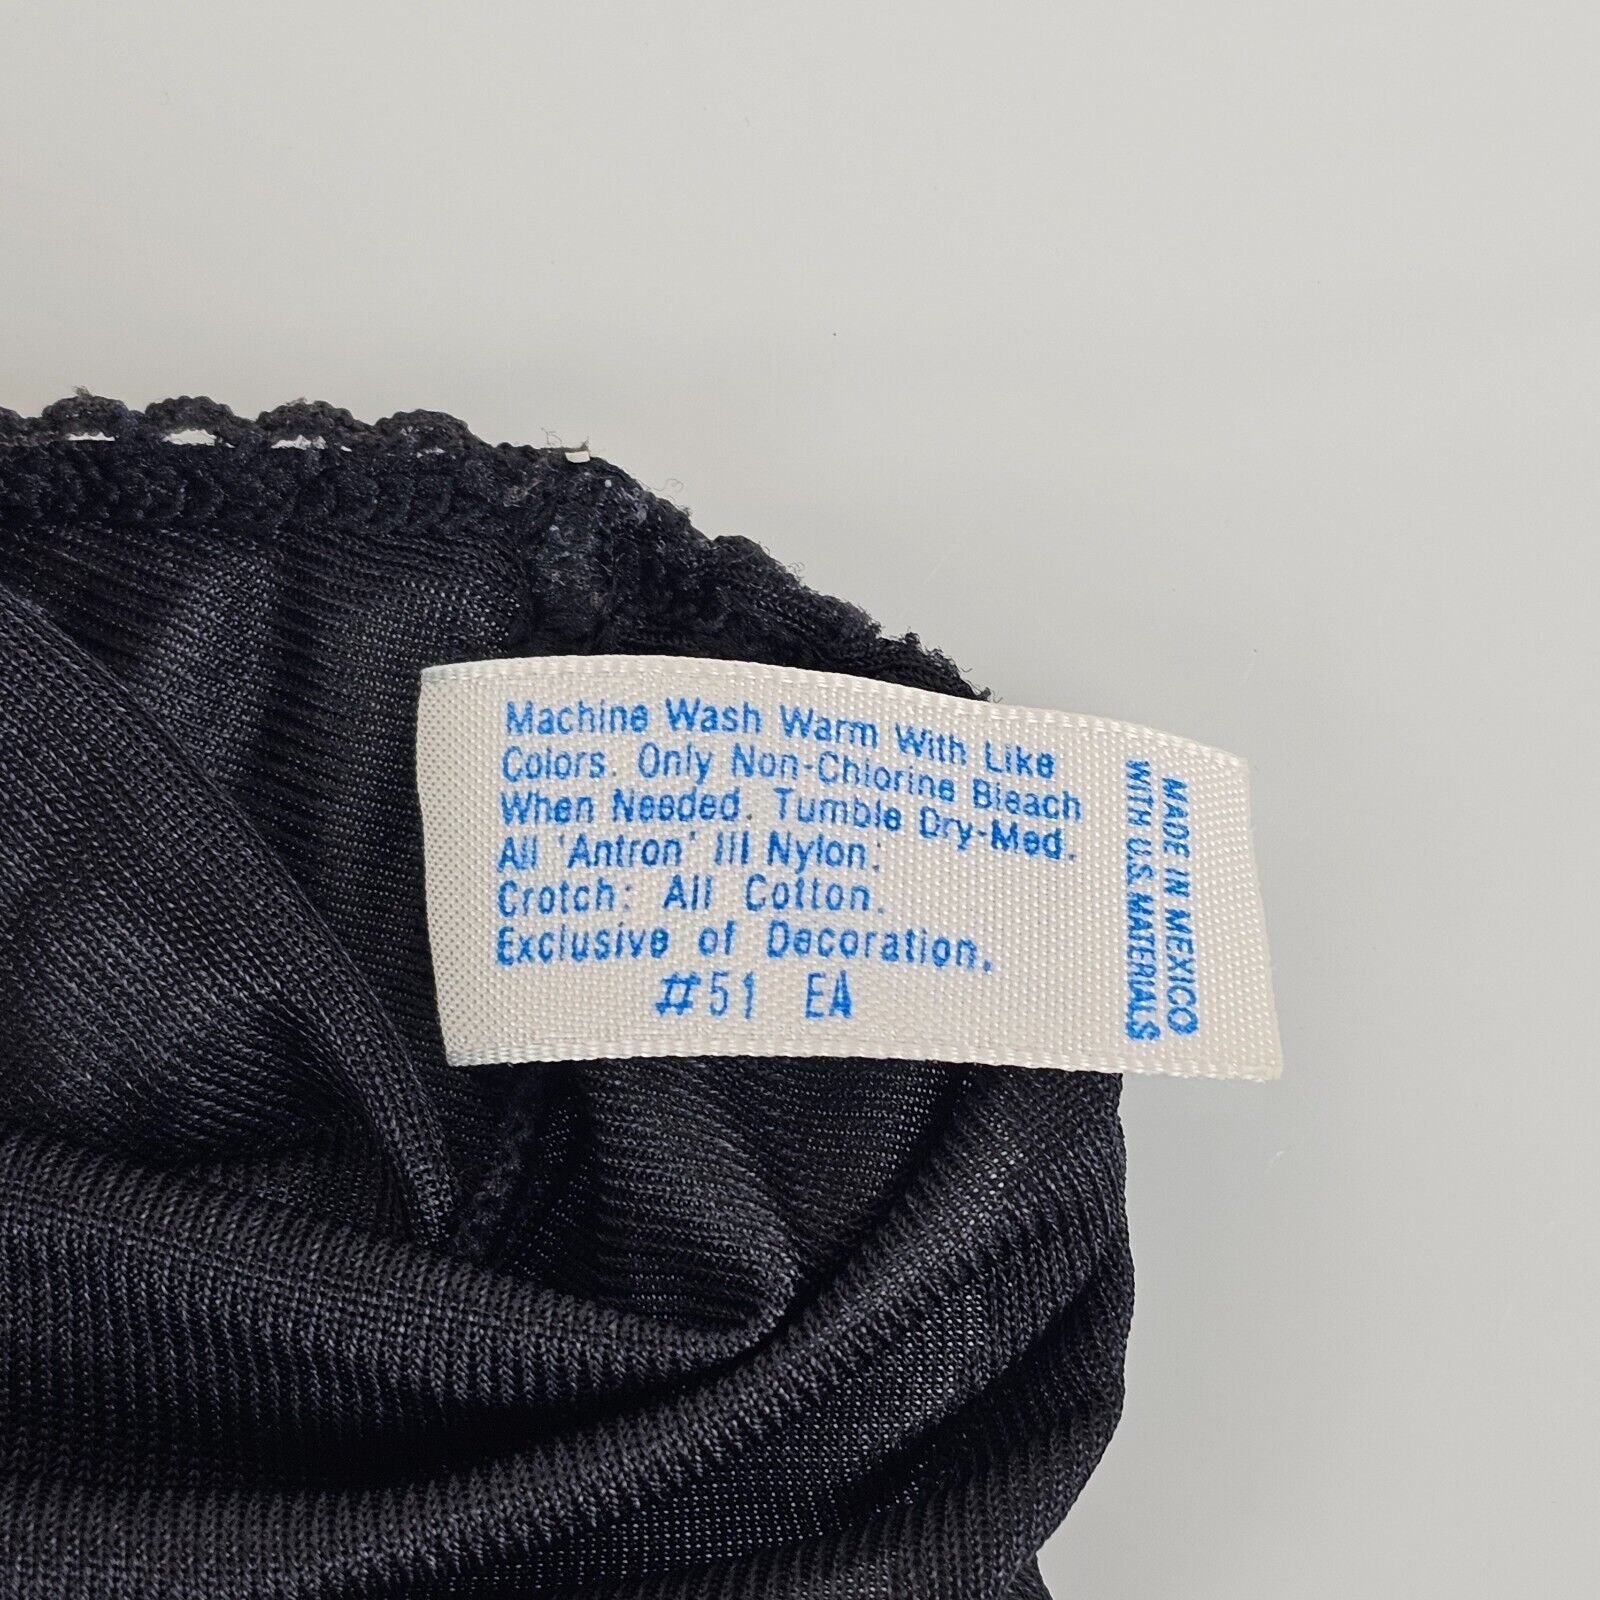 Machine Wash Warm With Like
Colors. Only Non-Chlorine Bleach
When Needed. Tumble Dry-Med.
All 'Antron' III Nylon;
Crotch: All Cotton.
Exclusive of Decoration.
#51 EA
MADE IN MEXICO
WITH U.S. MATERIALS